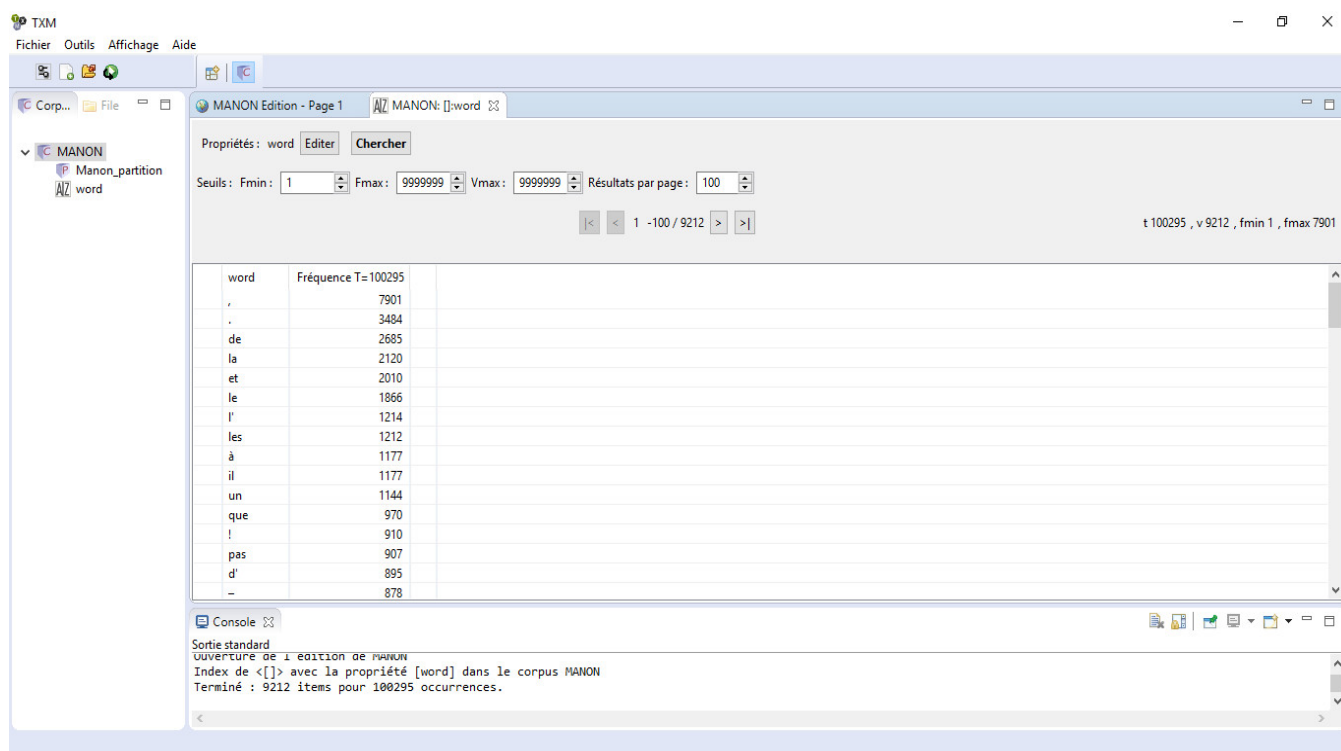 TXM
Fichier Outils Affichage Aide
Corp... File
MANON Edition - Page 1 MANON: []:word
MANON
Manon_partition
word
Propriétés : word Editer Chercher
Seuils : Fmin : 1 Fmax : 9999999 Vmax : 9999999 Résultats par page : 100
|< < 1 -100 / 9212 > >| t 100295 , v 9212 , fmin 1 , fmax 7901
word Fréquence T=100295
, 7901
. 3484
de 2685
la 2120
et 2010
le 1866
l' 1214
les 1212
à 1177
il 1177
un 1144
que 970
! 910
pas 907
d' 895
– 878
Console
Sortie standard
Ouverture de l'édition de MANON
Index de <[]> avec la propriété [word] dans le corpus MANON
Terminé : 9212 items pour 100295 occurrences.